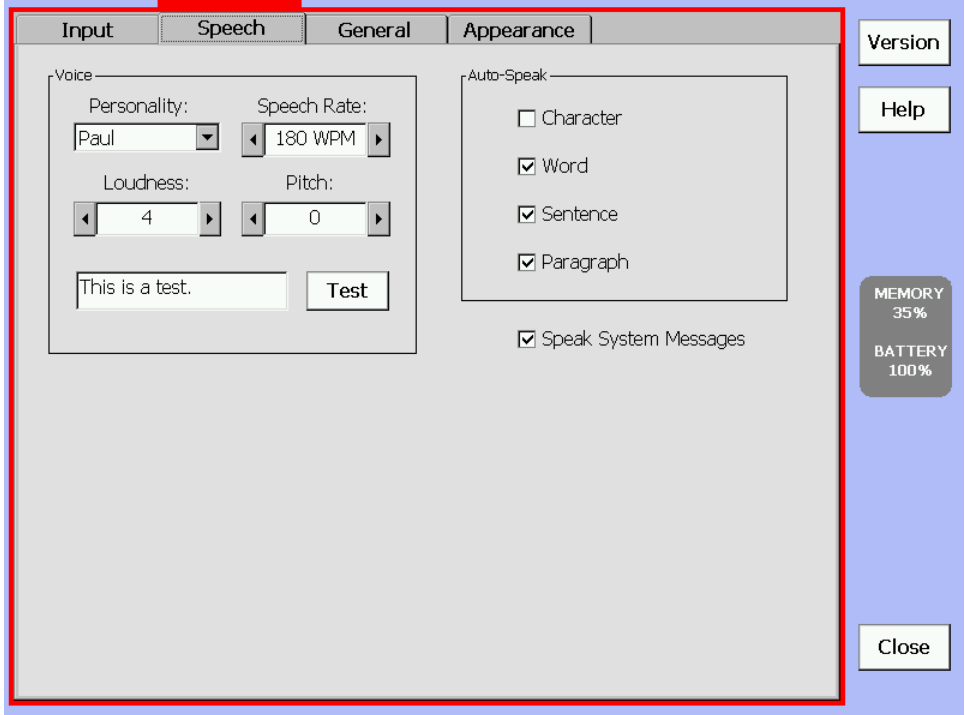 Input Speech General Appearance
Voice
Personality: Speech Rate:
Paul 180 WPM
Loudness: Pitch:
4 0
This is a test. Test
Auto-Speak
Character
Word
Sentence
Paragraph
Speak System Messages
Version
Help
MEMORY
35%
BATTERY
100%
Close